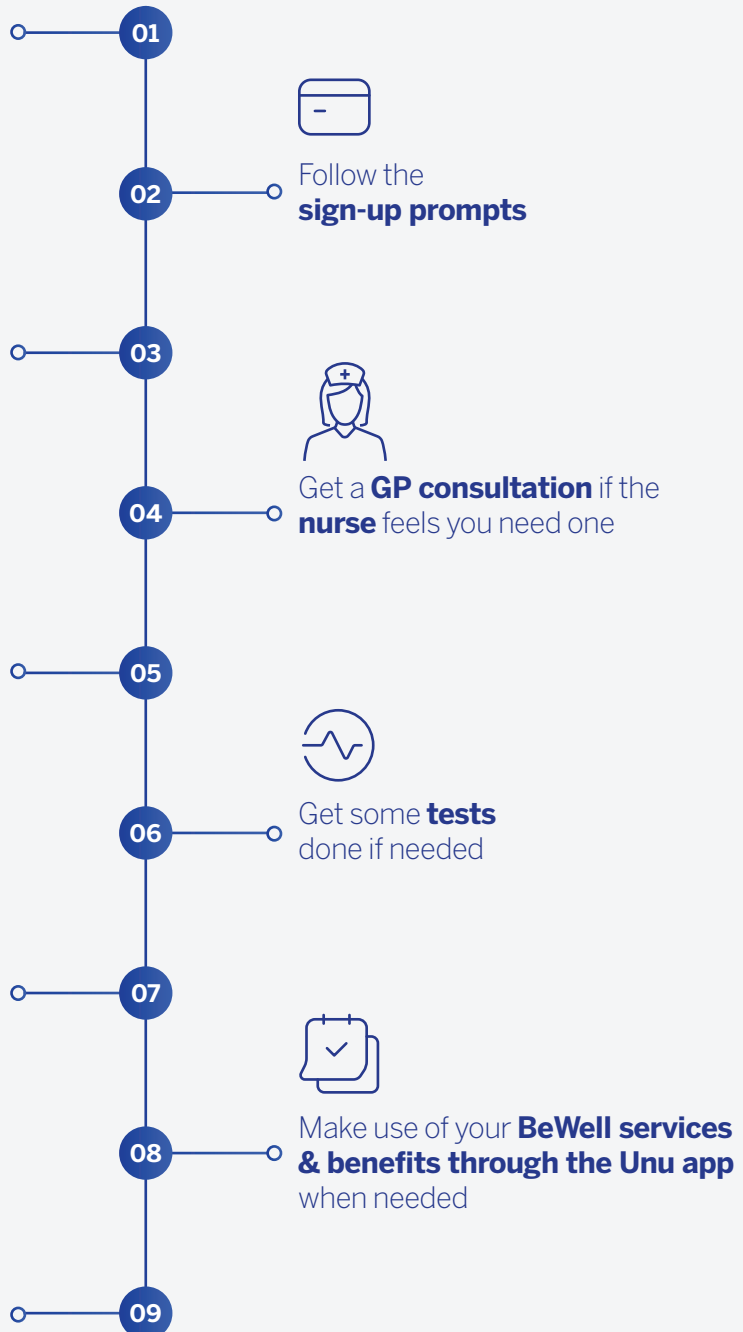 01
02
Follow the
sign-up prompts
03
04
Get a GP consultation if the
nurse feels you need one
05
06
Get some tests
done if needed
07
08
Make use of your BeWell services
& benefits through the Unu app
when needed
09